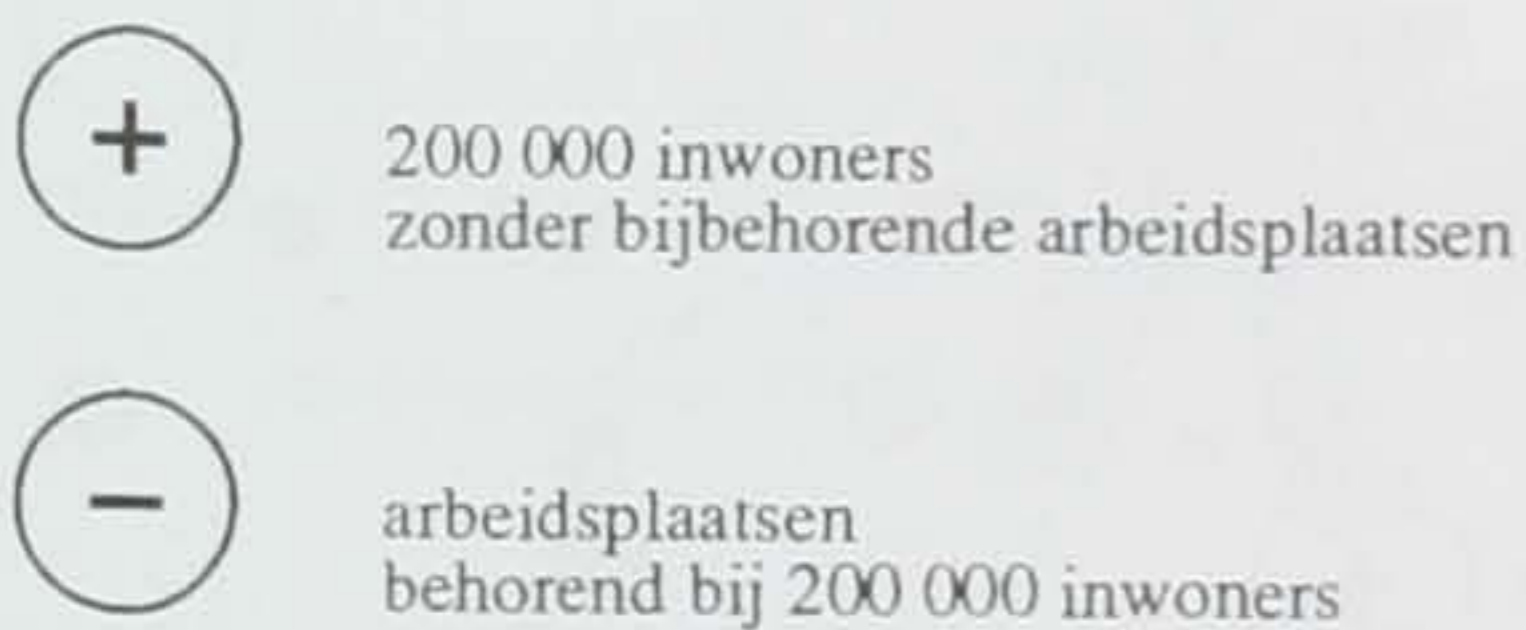 +
200 000 inwoners
zonder bijbehorende arbeidsplaatsen
−
arbeidsplaatsen
behorend bij 200 000 inwoners